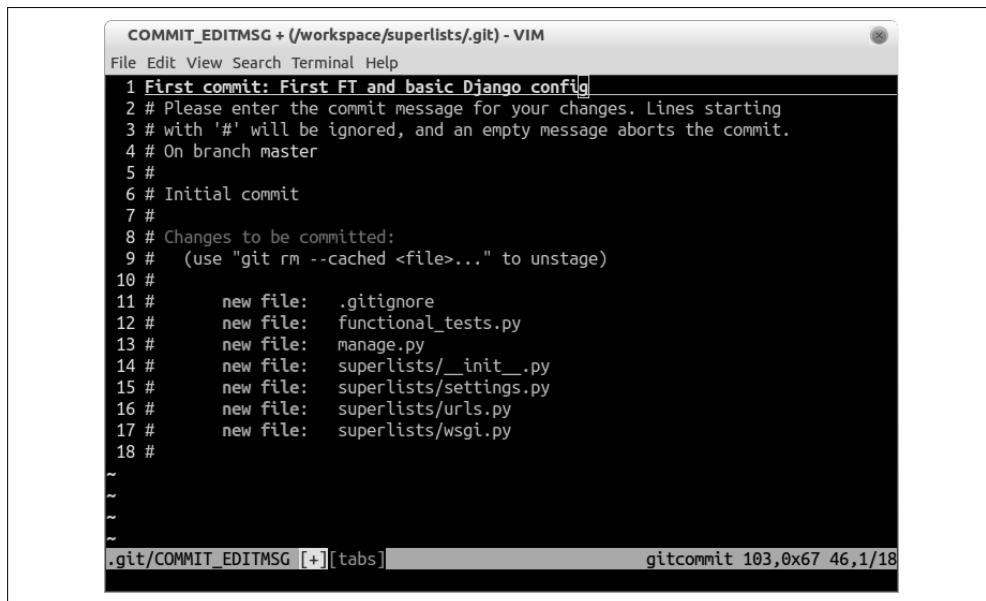 COMMIT_EDITMSG + (/workspace/superlists/.git) - VIM
File Edit View Search Terminal Help
1 First commit: First FT and basic Django config
2 # Please enter the commit message for your changes. Lines starting
3 # with '#' will be ignored, and an empty message aborts the commit.
4 # On branch master
5 #
6 # Initial commit
7 #
8 # Changes to be committed:
9 #   (use "git rm --cached <file>..." to unstage)
10 #
11 #       new file:   .gitignore
12 #       new file:   functional_tests.py
13 #       new file:   manage.py
14 #       new file:   superlists/__init__.py
15 #       new file:   superlists/settings.py
16 #       new file:   superlists/urls.py
17 #       new file:   superlists/wsgi.py
18 #
~
~
~
~
.git/COMMIT_EDITMSG [+][tabs] gitcommit 103,0x67 46,1/18